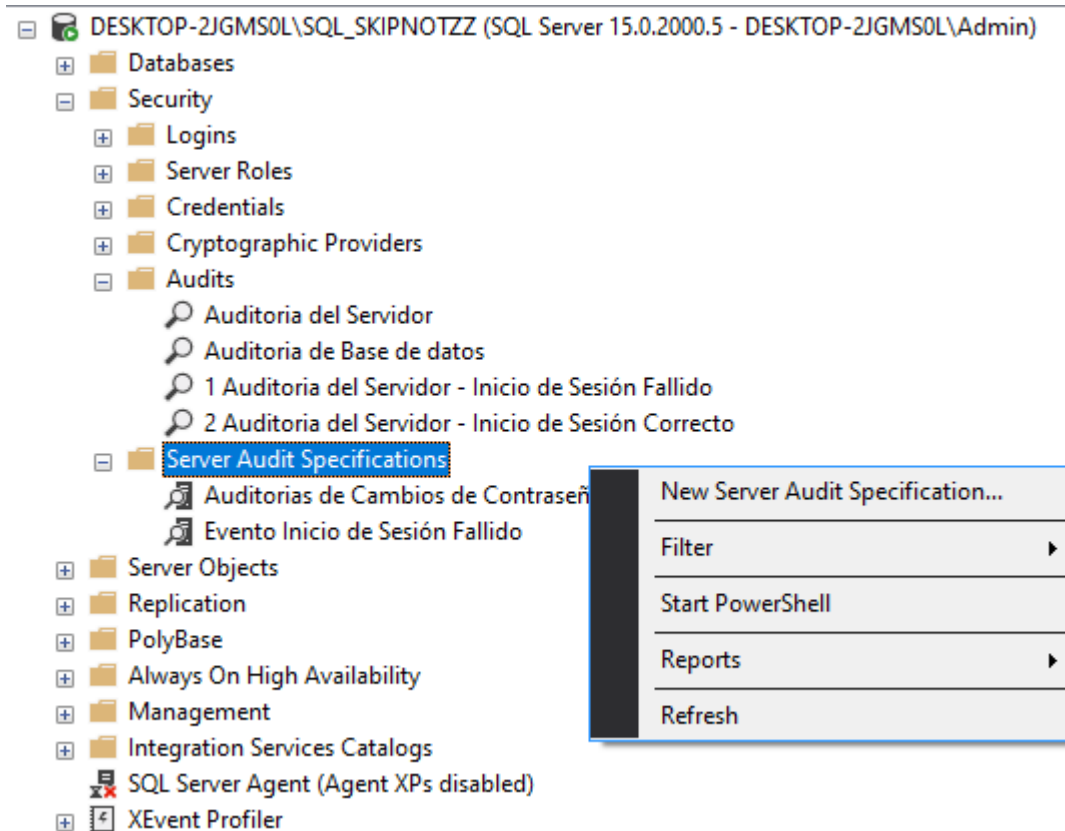 DESKTOP-2JGMS0L\SQL_SKIPNOTZZ (SQL Server 15.0.2000.5 - DESKTOP-2JGMS0L\Admin)
Databases
Security
Logins
Server Roles
Credentials
Cryptographic Providers
Audits
Auditoria del Servidor
Auditoria de Base de datos
1 Auditoria del Servidor - Inicio de Sesión Fallido
2 Auditoria del Servidor - Inicio de Sesión Correcto
Server Audit Specifications
Auditorias de Cambios de Contraseñ
Evento Inicio de Sesión Fallido
Server Objects
Replication
PolyBase
Always On High Availability
Management
Integration Services Catalogs
SQL Server Agent (Agent XPs disabled)
XEvent Profiler
New Server Audit Specification...
Filter
Start PowerShell
Reports
Refresh